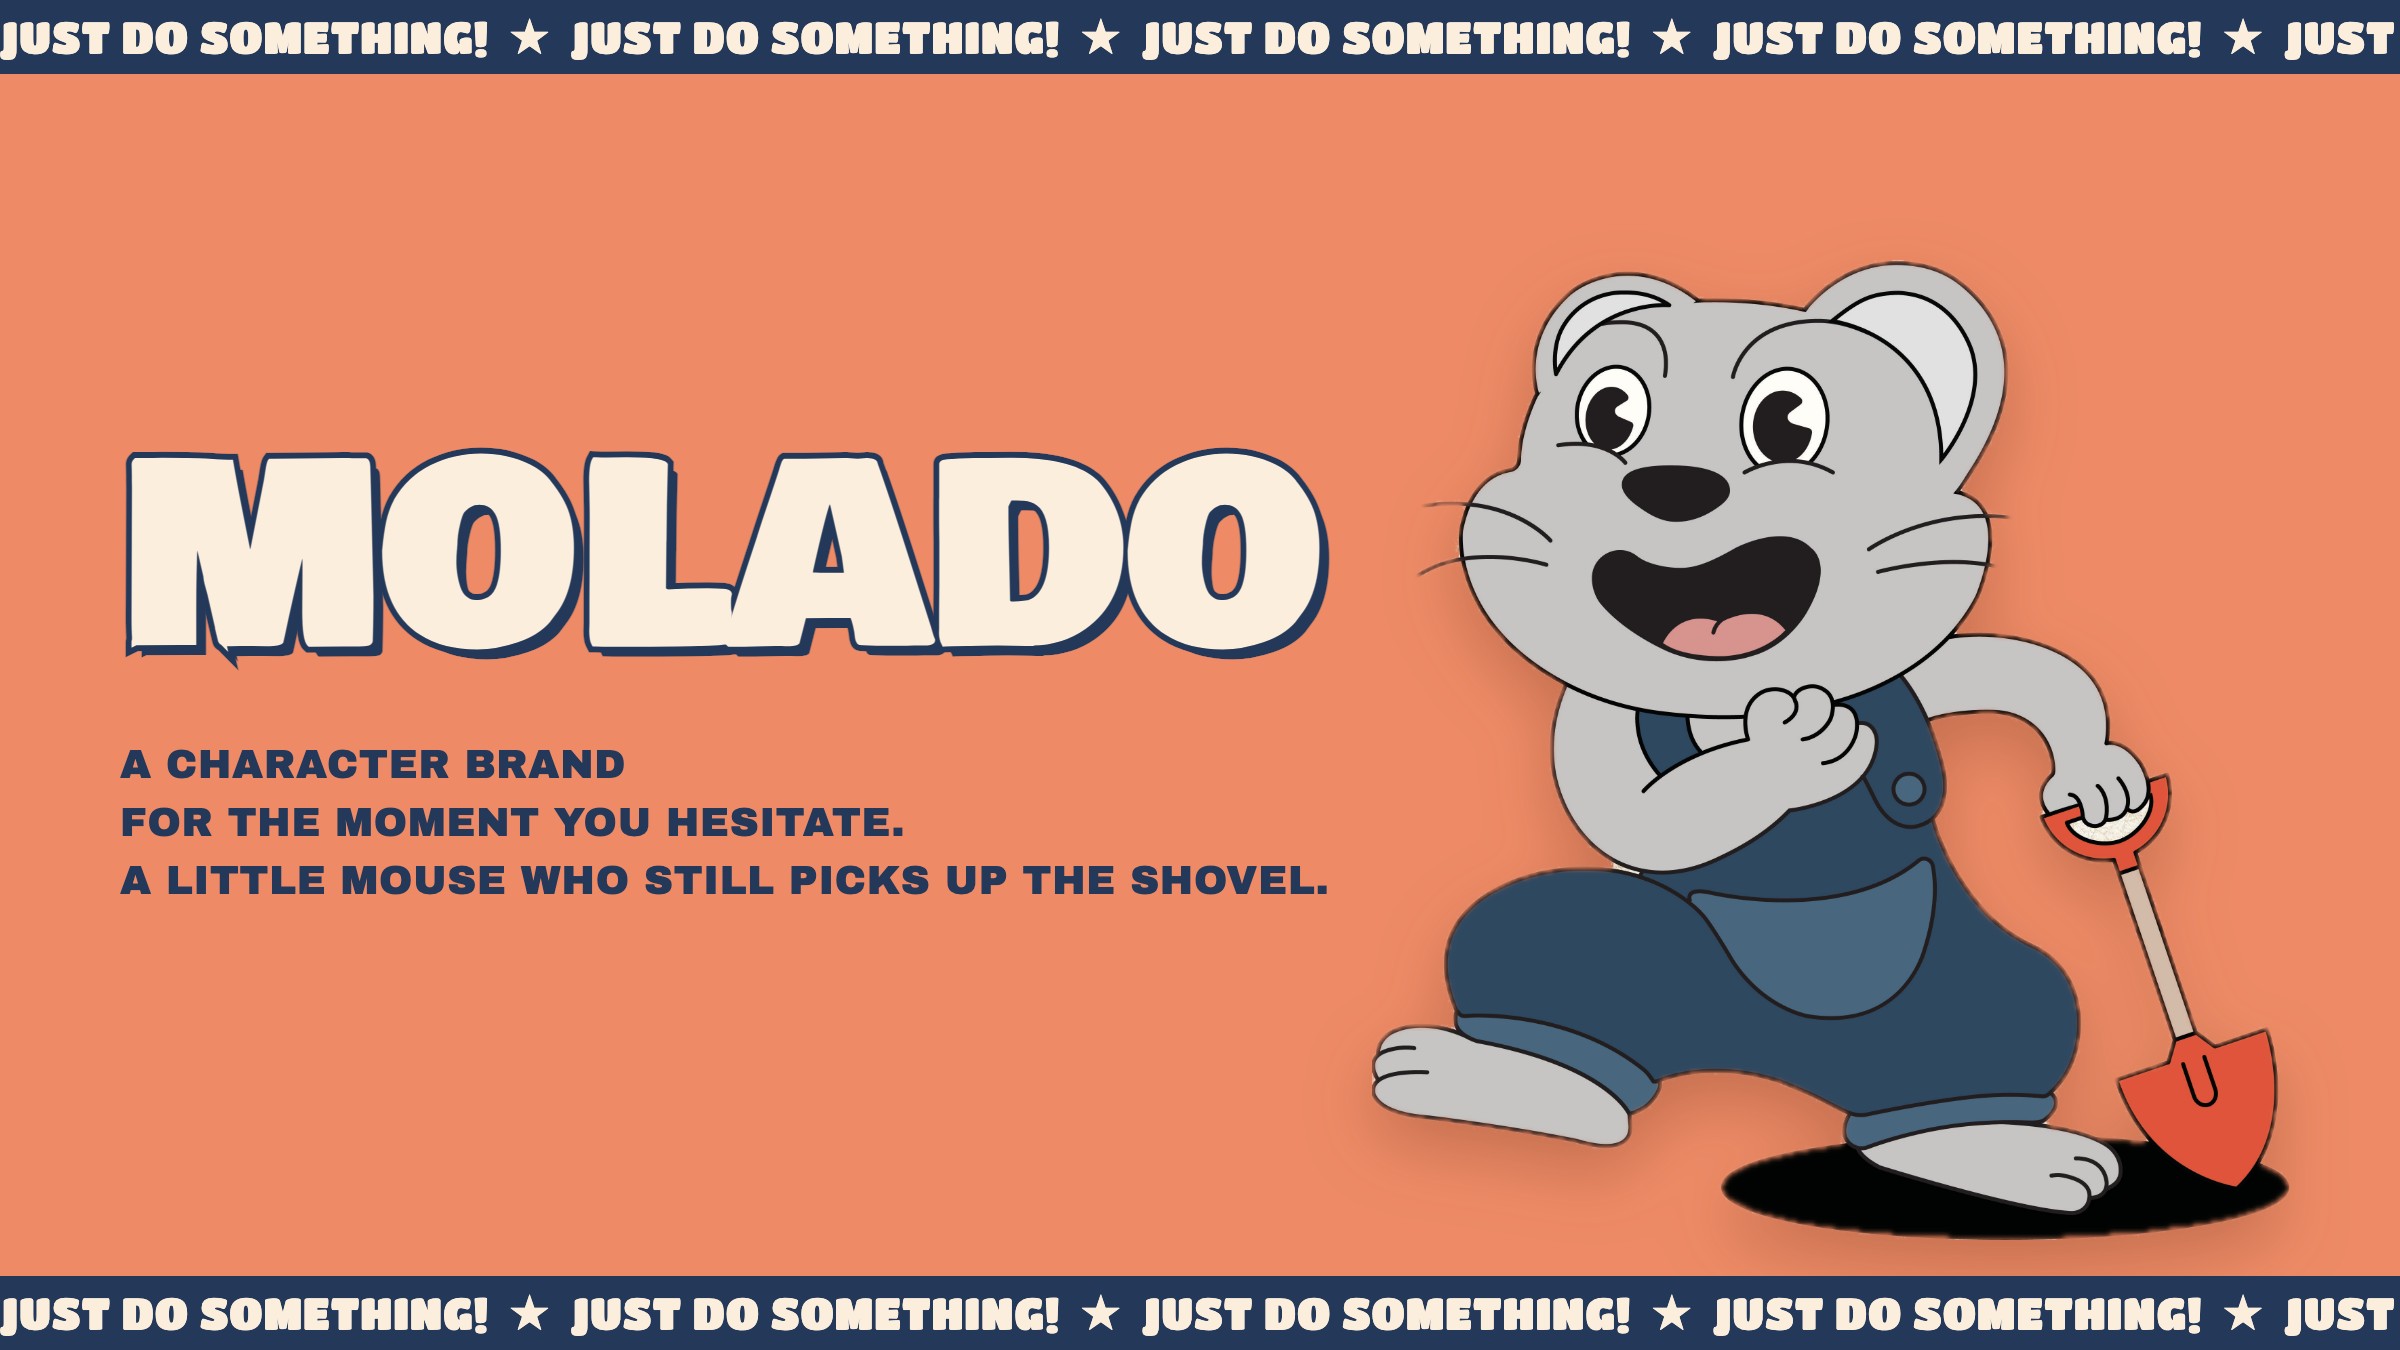 JUST DO SOMETHING! ★ JUST DO SOMETHING! ★ JUST DO SOMETHING! ★ JUST DO SOMETHING! ★ JUST
MOLADO
A CHARACTER BRAND
FOR THE MOMENT YOU HESITATE.
A LITTLE MOUSE WHO STILL PICKS UP THE SHOVEL.
JUST DO SOMETHING! ★ JUST DO SOMETHING! ★ JUST DO SOMETHING! ★ JUST DO SOMETHING! ★ JUST